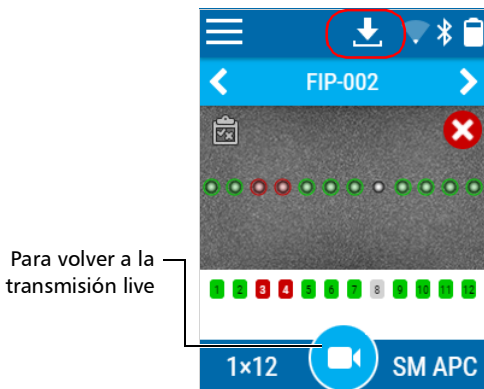 FIP-002
Para volver a la
transmisión live
1 2 3 4 5 6 7 8 9 10 11 12
1×12 SM APC